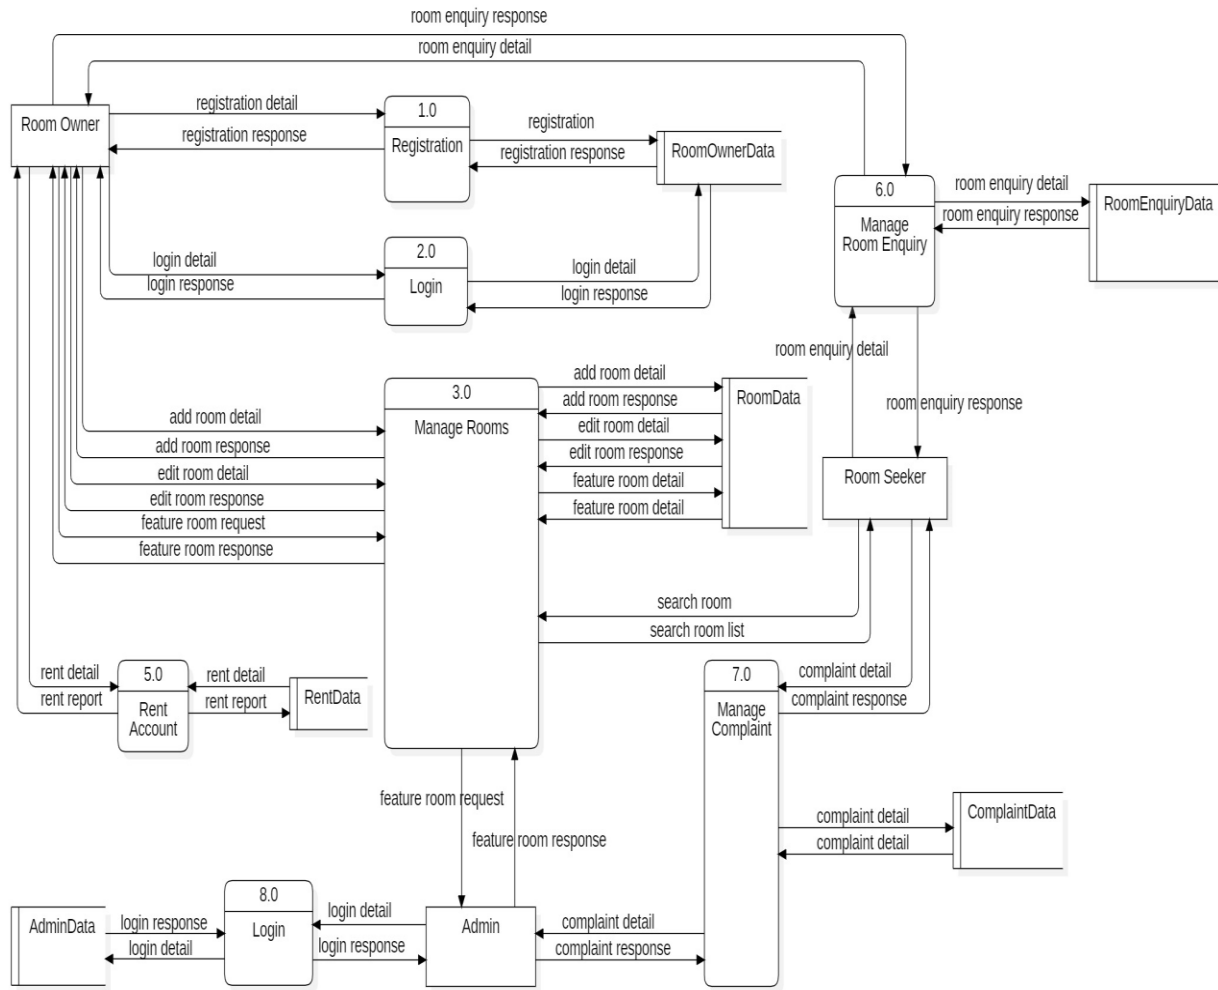 room enquiry response
room enquiry detail
Room Owner
registration detail
registration response
1.0
Registration
registration
registration response
RoomOwnerData
6.0
Manage
Room Enquiry
room enquiry detail
room enquiry response
RoomEnquiryData
login detail
login response
2.0
Login
login detail
login response
room enquiry detail
room enquiry response
Room Seeker
add room detail
add room response
edit room detail
edit room response
feature room request
feature room response
3.0
Manage Rooms
add room detail
add room response
edit room detail
edit room response
feature room detail
feature room detail
RoomData
search room
search room list
rent detail
rent report
5.0
Rent
Account
rent detail
rent report
RentData
7.0
Manage
Complaint
complaint detail
complaint response
feature room request
feature room response
complaint detail
complaint detail
ComplaintData
AdminData
login response
login detail
8.0
Login
login detail
login response
Admin
complaint detail
complaint response